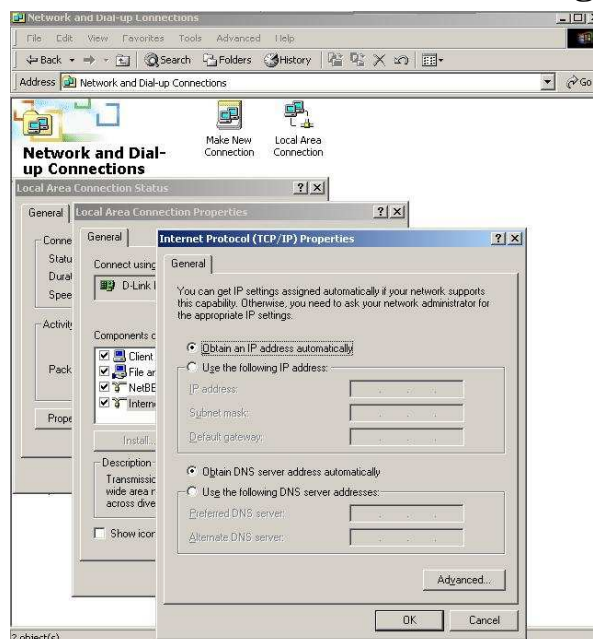 Network and Dial-up Connections
File Edit View Favorites Tools Advanced Help
Back Search Folders History
Address Network and Dial-up Connections Go
Network and Dial-
up Connections
Make New
Connection
Local Area
Connection
Local Area Connection Status
General
Conne
Statu
Dura
Spee
Activit
Pack
Prope
Local Area Connection Properties
General
Connect using
D-Link
Components c
Client
File ar
NetBE
Intern
Install...
Description
Transmissic
wide area r
across dive
Show icor
Internet Protocol (TCP/IP) Properties
General
You can get IP settings assigned automatically if your network supports
this capability. Otherwise, you need to ask your network administrator for
the appropriate IP settings.
Obtain an IP address automatically
Use the following IP address:
IP address:
Subnet mask:
Default gateway:
Obtain DNS server address automatically
Use the following DNS server addresses:
Preferred DNS server:
Alternate DNS server:
Advanced...
OK Cancel
2 object(s)